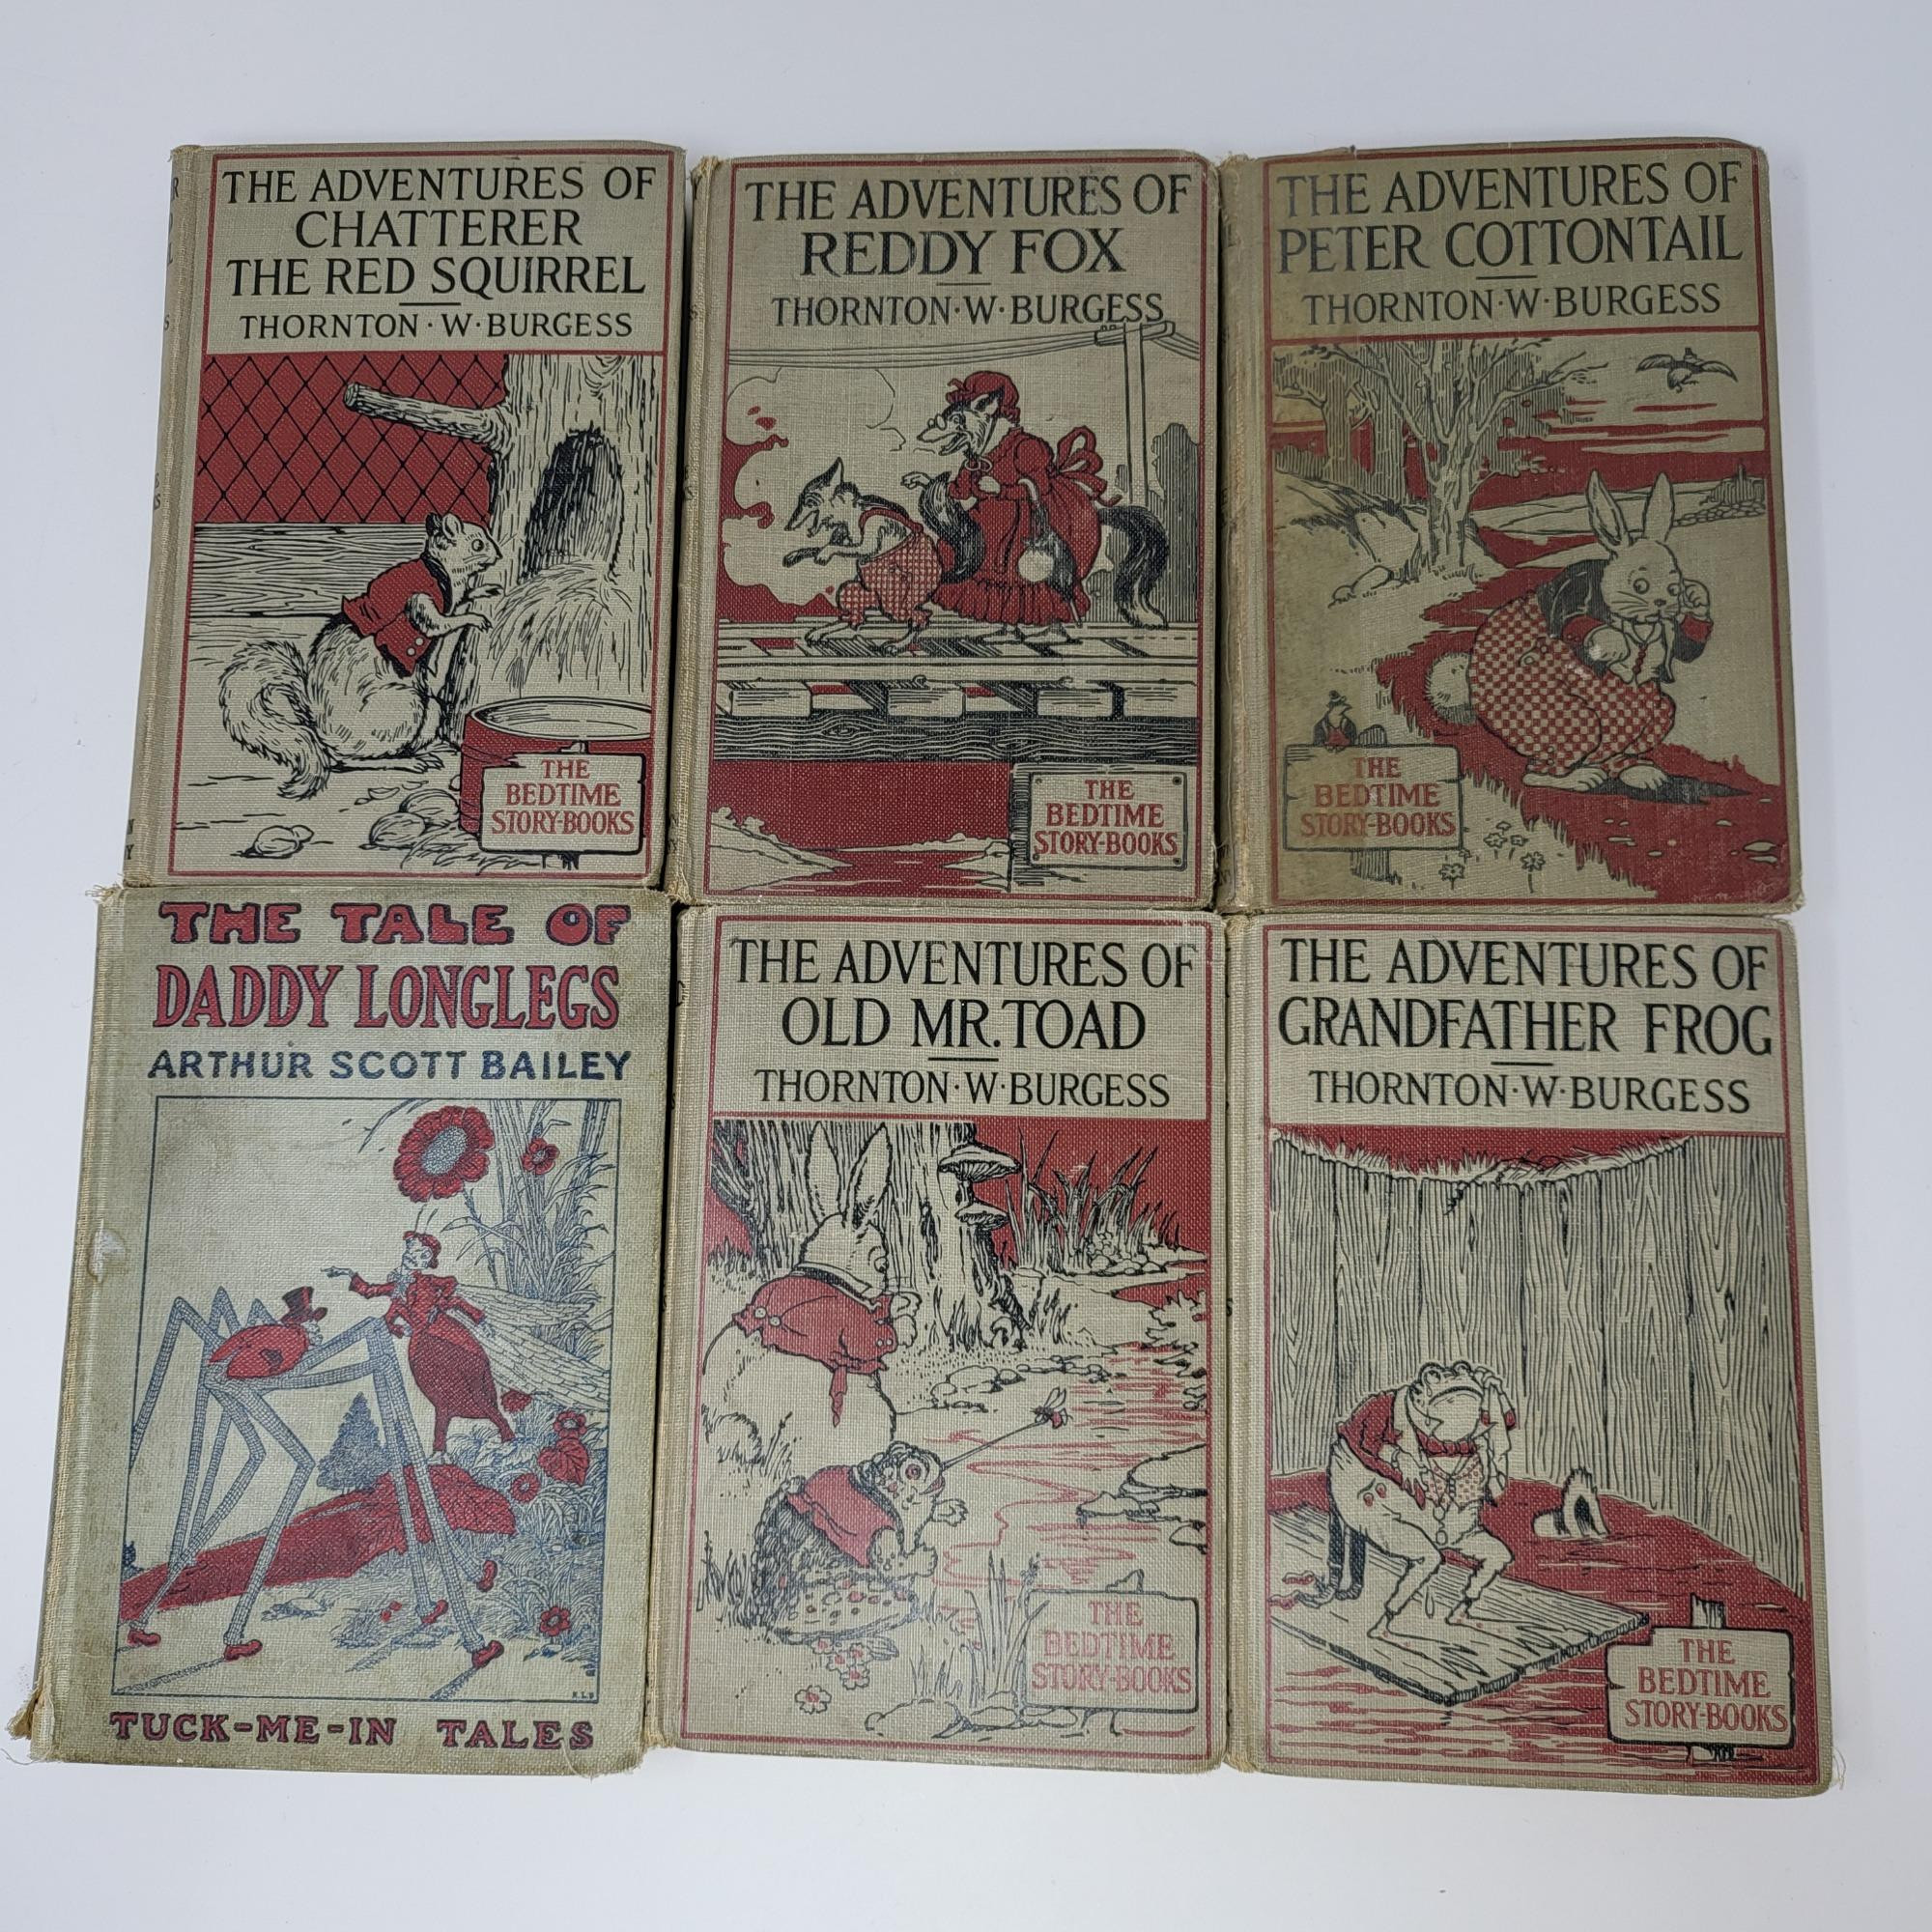 THE ADVENTURES OF
CHATTERER
THE RED SQUIRREL
THORNTON·W·BURGESS
THE
BEDTIME
STORY-BOOKS
THE ADVENTURES OF
REDDY FOX
THORNTON·W·BURGESS
THE
BEDTIME
STORY-BOOKS
THE ADVENTURES OF
PETER COTTONTAIL
THORNTON·W·BURGESS
THE
BEDTIME
STORY-BOOKS
THE TALE OF
DADDY LONGLEGS
ARTHUR SCOTT BAILEY
TUCK-ME-IN TALES
THE ADVENTURES OF
OLD MR. TOAD
THORNTON·W·BURGESS
THE
BEDTIME
STORY-BOOKS
THE ADVENTURES OF
GRANDFATHER FROG
THORNTON·W·BURGESS
THE
BEDTIME
STORY-BOOKS